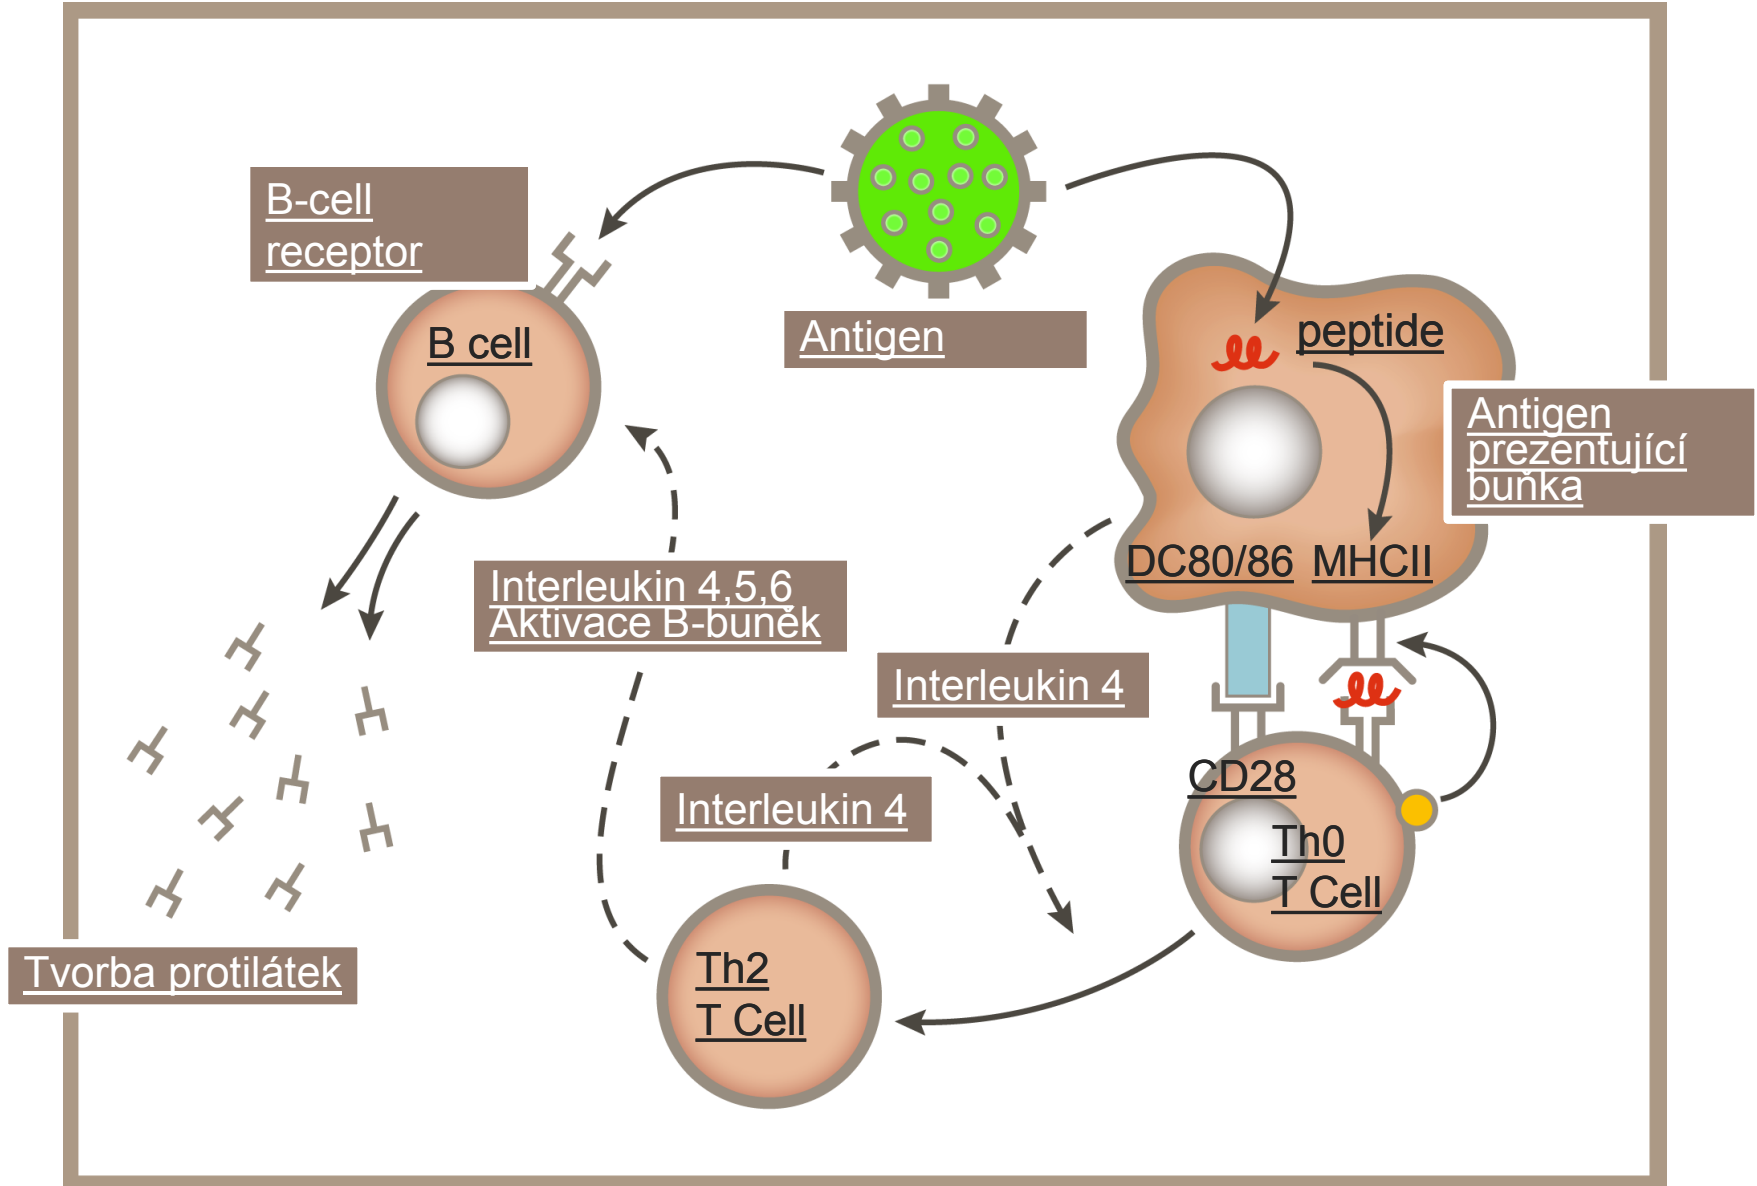 B-cell
receptor
B cell
Antigen
peptide
Antigen
prezentující
buňka
DC80/86
MHCII
Interleukin 4,5,6
Aktivace B-buněk
Interleukin 4
Interleukin 4
CD28
Th0
T Cell
Th2
T Cell
Tvorba protilátek